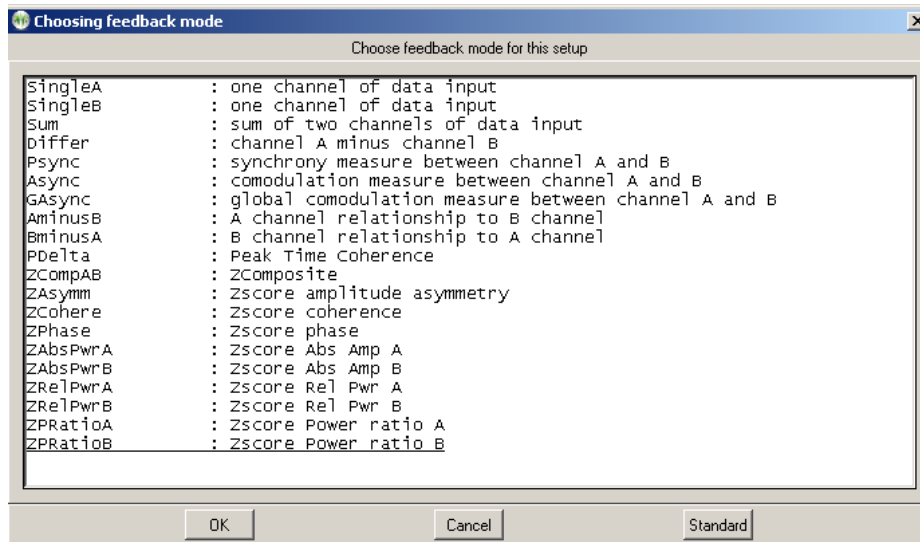 Choosing feedback mode
Choose feedback mode for this setup
SingleA : one channel of data input
SingleB : one channel of data input
Sum : sum of two channels of data input
Differ : channel A minus channel B
Psync : synchrony measure between channel A and B
Async : comodulation measure between channel A and B
GAsync : global comodulation measure between channel A and B
AminusB : A channel relationship to B channel
BminusA : B channel relationship to A channel
PDelta : Peak Time Coherence
ZCompAB : ZComposite
ZAsymm : Zscore amplitude asymmetry
ZCohere : Zscore coherence
ZPhase : Zscore phase
ZAbsPwrA : Zscore Abs Amp A
ZAbsPwrB : Zscore Abs Amp B
ZRelPwrA : Zscore Rel Pwr A
ZRelPwrB : Zscore Rel Pwr B
ZPRatioA : Zscore Power ratio A
ZPRatioB : Zscore Power ratio B
OK Cancel Standard